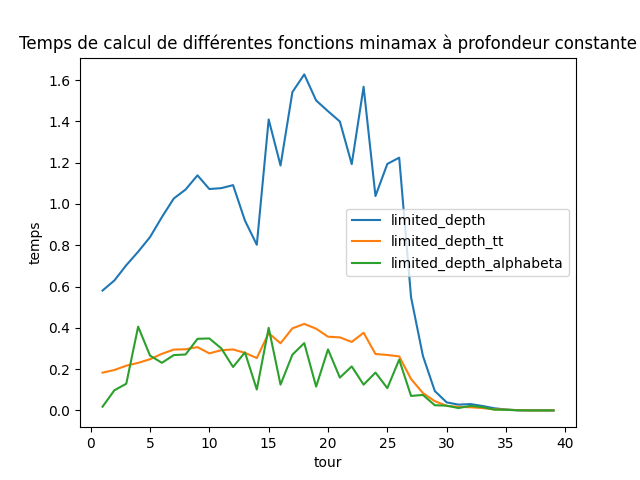 Temps de calcul de différentes fonctions minamax à profondeur constante
1.6
1.4
1.2
1.0
0.8
0.6
0.4
0.2
0.0
temps
limited_depth
limited_depth_tt
limited_depth_alphabeta
0 5 10 15 20 25 30 35 40
tour